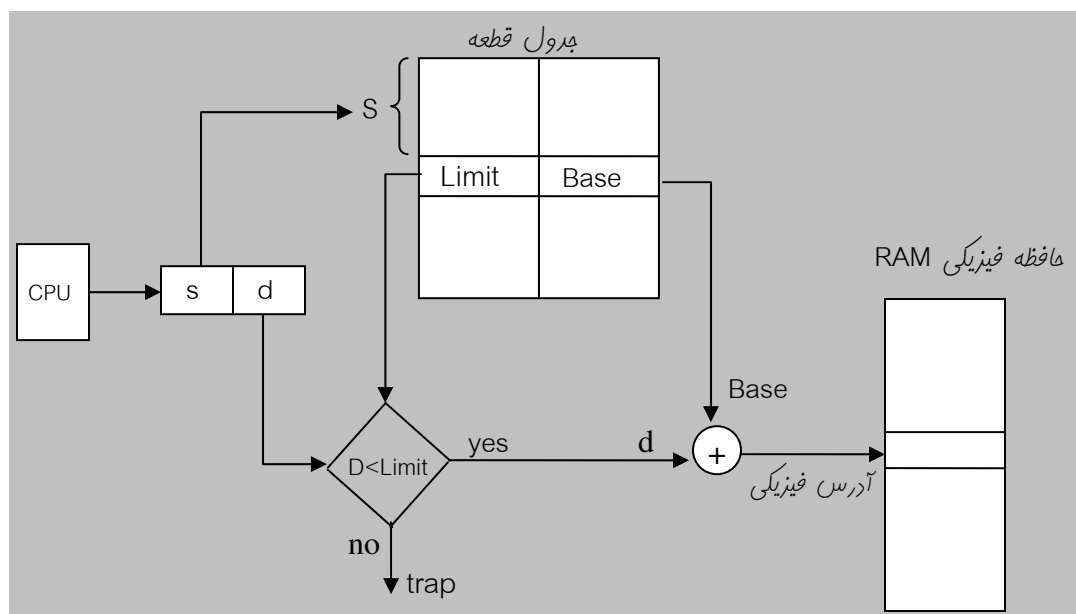 جدول قطعه
S
Limit Base
حافظه فیزیکی RAM
CPU
s d
Base
D<Limit
yes
d
+
آدرس فیزیکی
no
trap